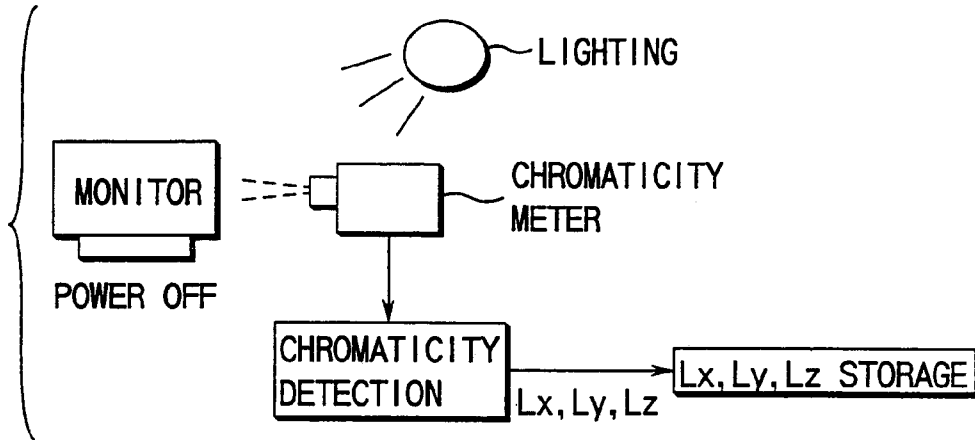 LIGHTING
MONITOR
CHROMATICITY
METER
POWER OFF
CHROMATICITY
DETECTION
Lx, Ly, Lz
Lx, Ly, Lz STORAGE